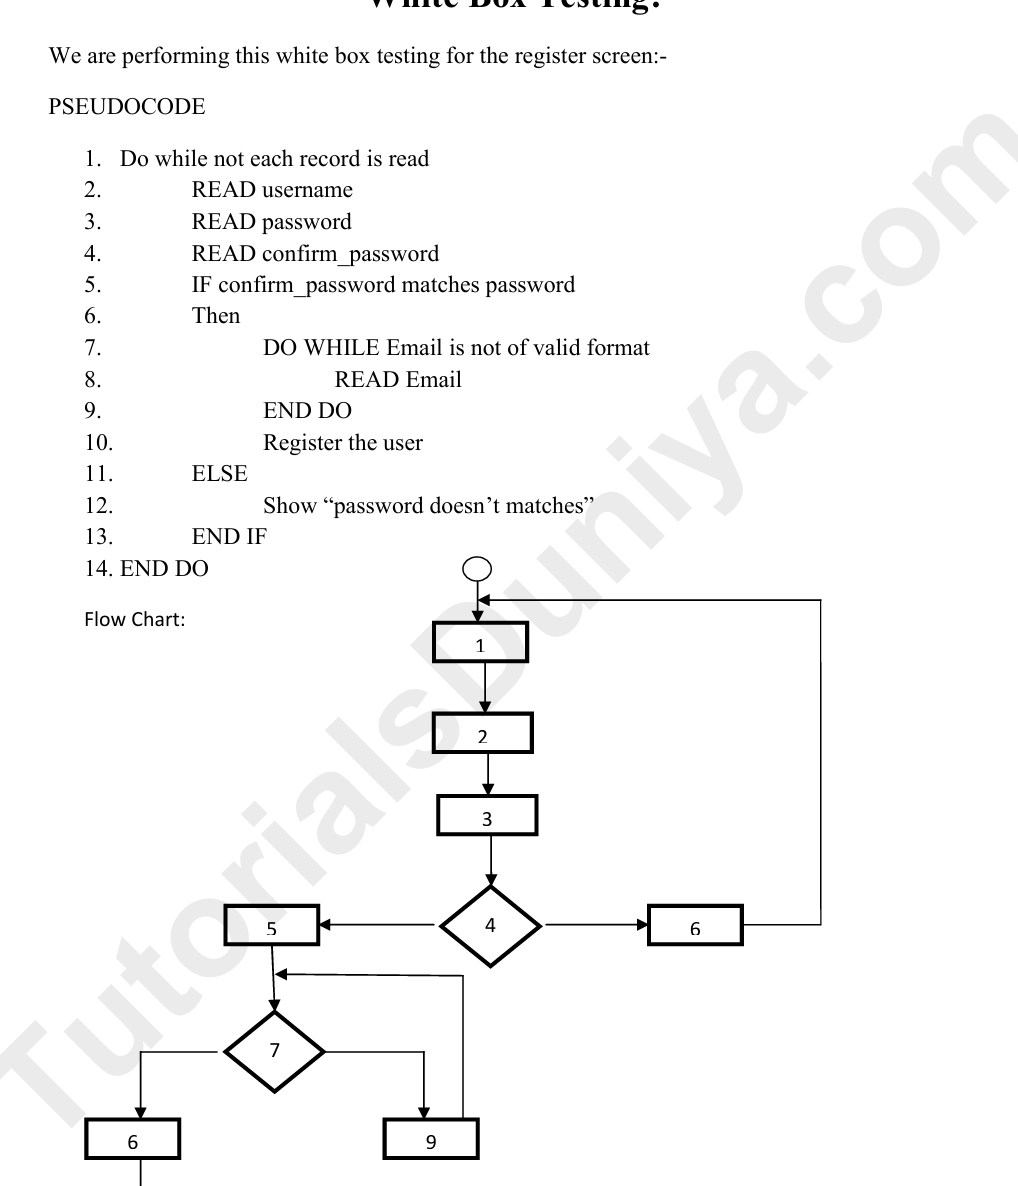 White Box Testing:
We are performing this white box testing for the register screen:-
PSEUDOCODE
1. Do while not each record is read
2. READ username
3. READ password
4. READ confirm_password
5. IF confirm_password matches password
6. Then
7. DO WHILE Email is not of valid format
8. READ Email
9. END DO
10. Register the user
11. ELSE
12. Show “password doesn’t matches”
13. END IF
14. END DO
Flow Chart:
1
2
3
5 4 6
7
6 9
TutorialsDuniya.com